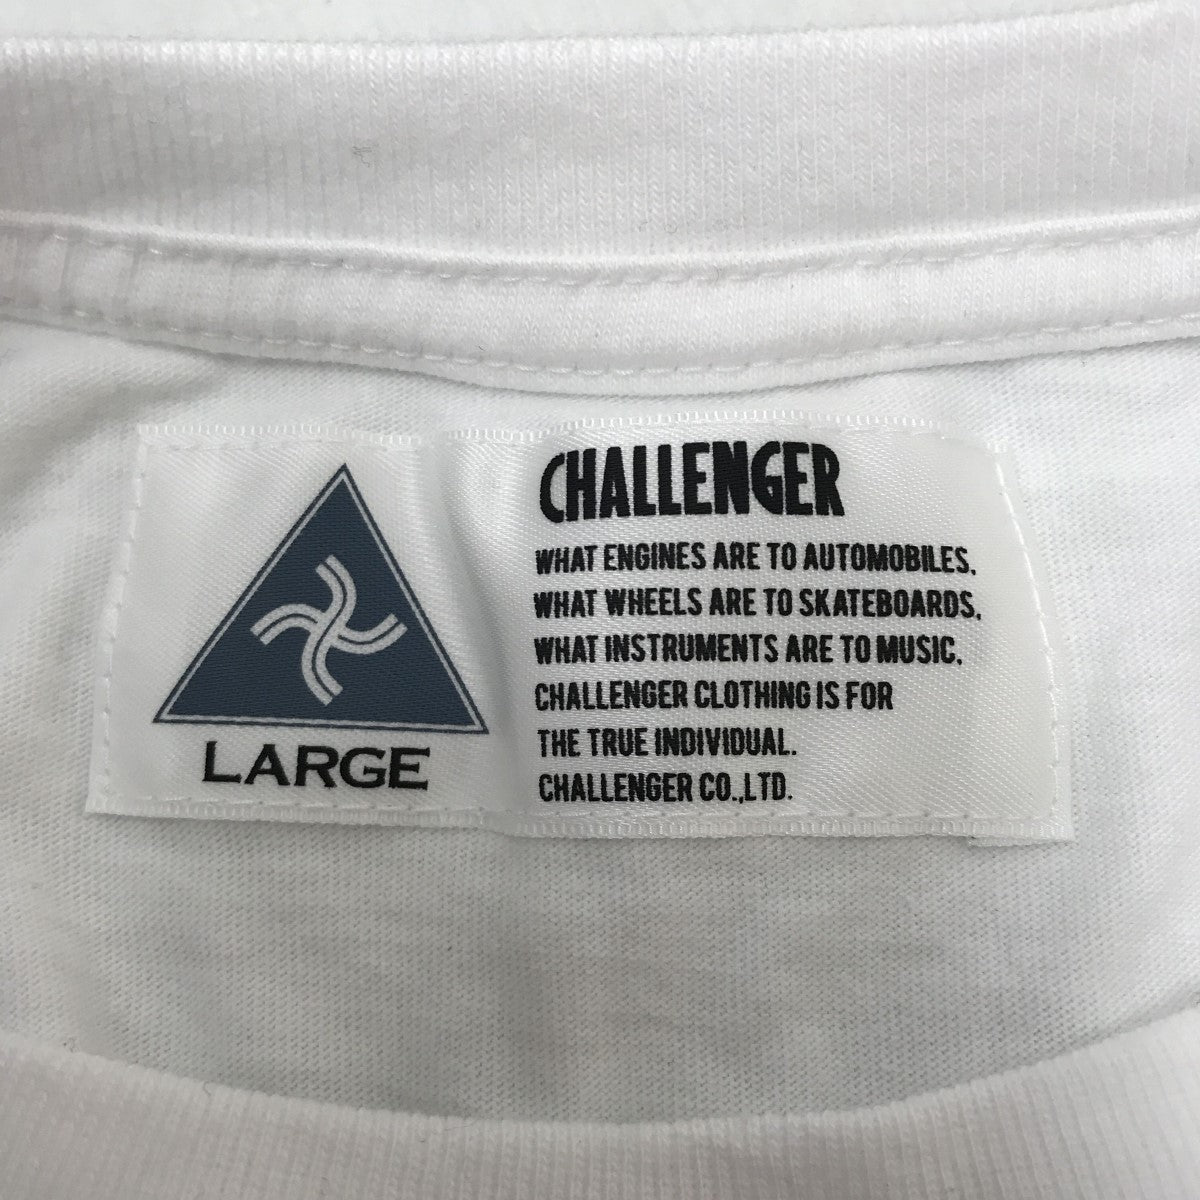 CHALLENGER
WHAT ENGINES ARE TO AUTOMOBILES,
WHAT WHEELS ARE TO SKATEBOARDS,
WHAT INSTRUMENTS ARE TO MUSIC,
CHALLENGER CLOTHING IS FOR
THE TRUE INDIVIDUAL.
CHALLENGER CO.,LTD.
LARGE